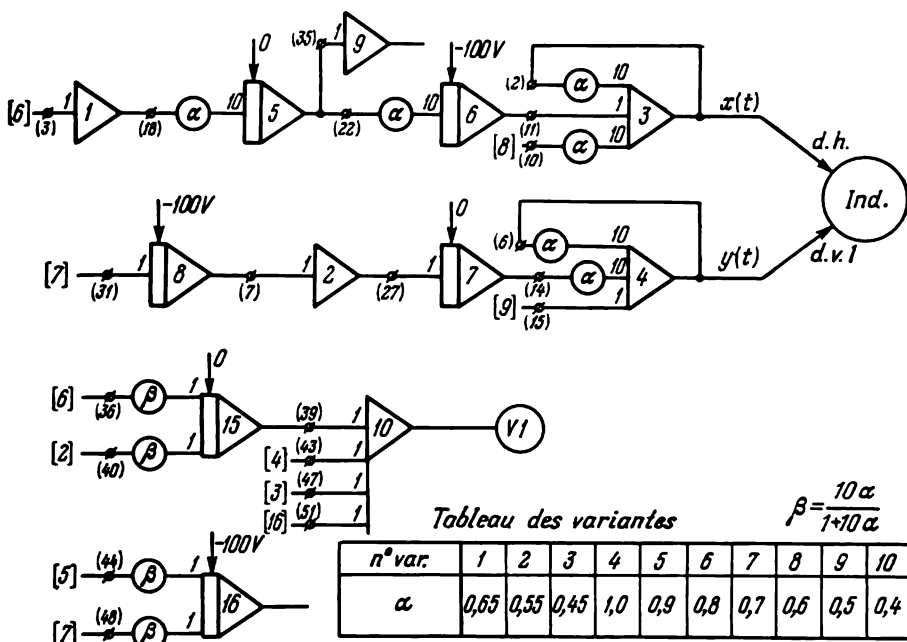 0 (35) 1 9 -100V (2) α 10
[6] (3) 1 1 (18) α 10 5 (22) α 10 6 (11) 1 3 x(t)
[8] (10) α 10 d.h.
Ind.
-100V 0 (6) α 10 d.v.1
[7] (31) 1 8 (7) 1 2 (27) 1 7 (14) α 10 4 y(t)
[9] (15) 1
0
[6] (36) β 1 15 (39) 1 10 V1
[2] (40) β 1 [4] (43) 1
[3] (47) 1
[16] (51) 1
-100V
[5] (44) β 1 16
[7] (48) β 1
Tableau des variantes β = 10α / 1+10α
n° var. 1 2 3 4 5 6 7 8 9 10
α 0,65 0,55 0,45 1,0 0,9 0,8 0,7 0,6 0,5 0,4